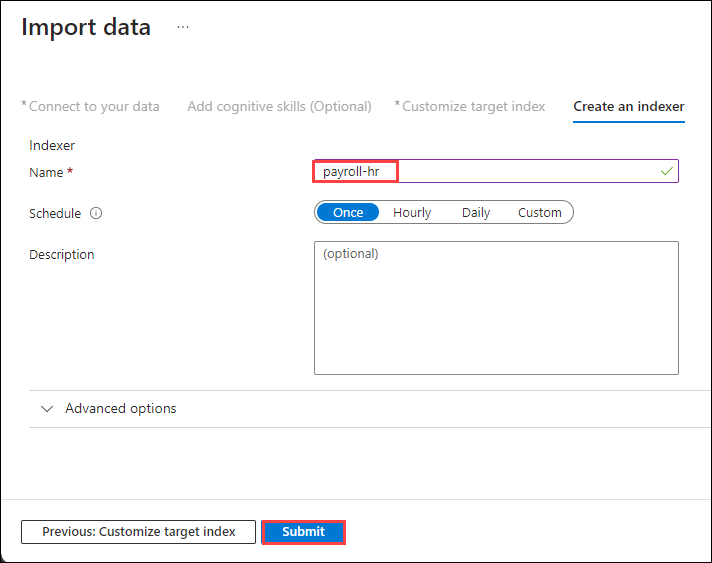 Import data ...
*Connect to your data Add cognitive skills (Optional) *Customize target index Create an indexer
Indexer
Name * payroll-hr
Schedule Once Hourly Daily Custom
Description (optional)
Advanced options
Previous: Customize target index Submit